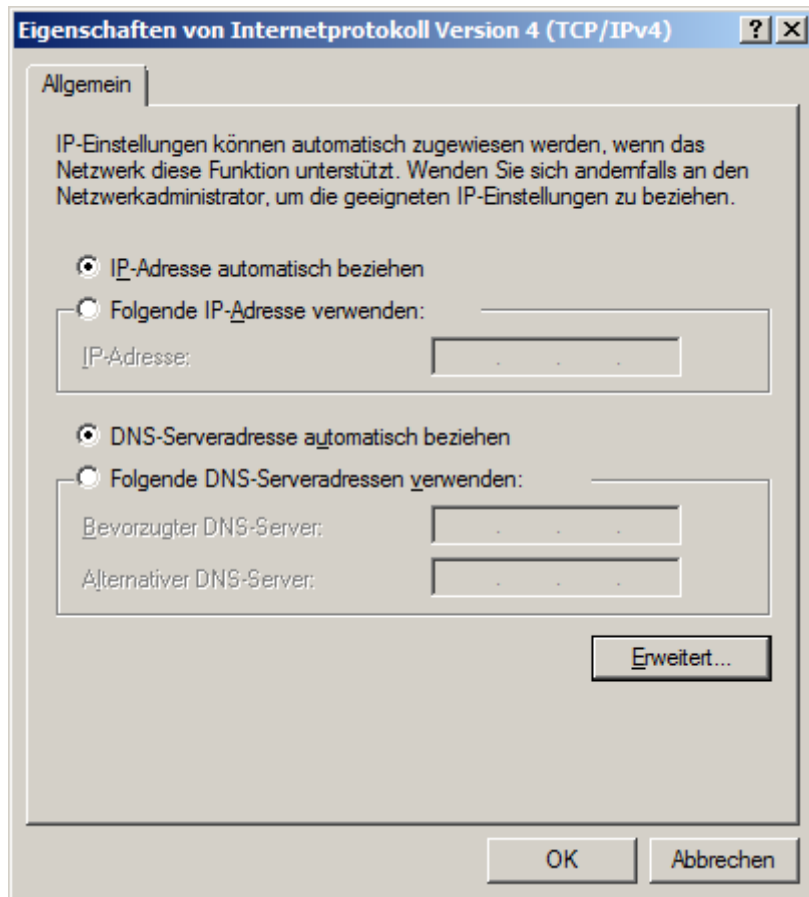 Eigenschaften von Internetprotokoll Version 4 (TCP/IPv4)
Allgemein
IP-Einstellungen können automatisch zugewiesen werden, wenn das
Netzwerk diese Funktion unterstützt. Wenden Sie sich andernfalls an den
Netzwerkadministrator, um die geeigneten IP-Einstellungen zu beziehen.
IP-Adresse automatisch beziehen
Folgende IP-Adresse verwenden:
IP-Adresse:
DNS-Serveradresse automatisch beziehen
Folgende DNS-Serveradressen verwenden:
Bevorzugter DNS-Server:
Alternativer DNS-Server:
Erweitert...
OK Abbrechen